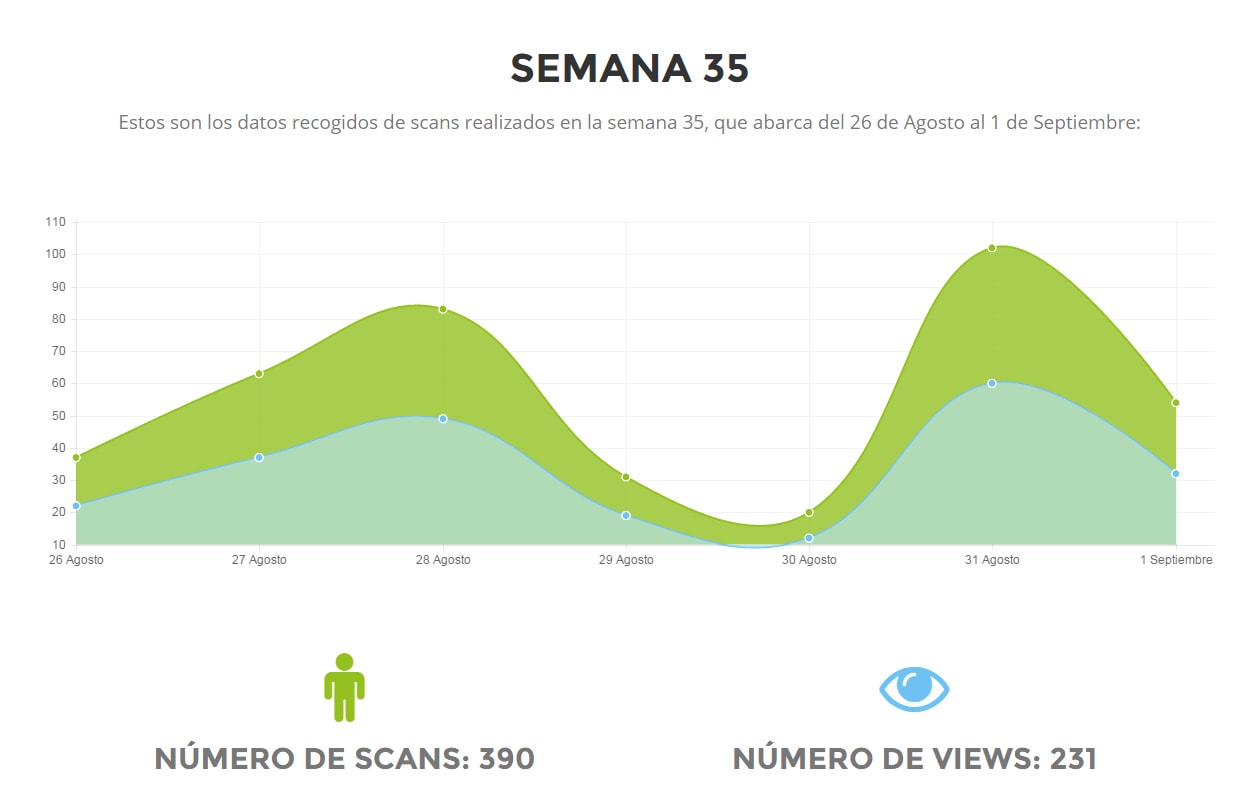 SEMANA 35
Estos son los datos recogidos de scans realizados en la semana 35, que abarca del 26 de Agosto al 1 de Septiembre:
110
100
90
80
70
60
50
40
30
20
10
26 Agosto 27 Agosto 28 Agosto 29 Agosto 30 Agosto 31 Agosto 1 Septiembre
NÚMERO DE SCANS: 390 NÚMERO DE VIEWS: 231